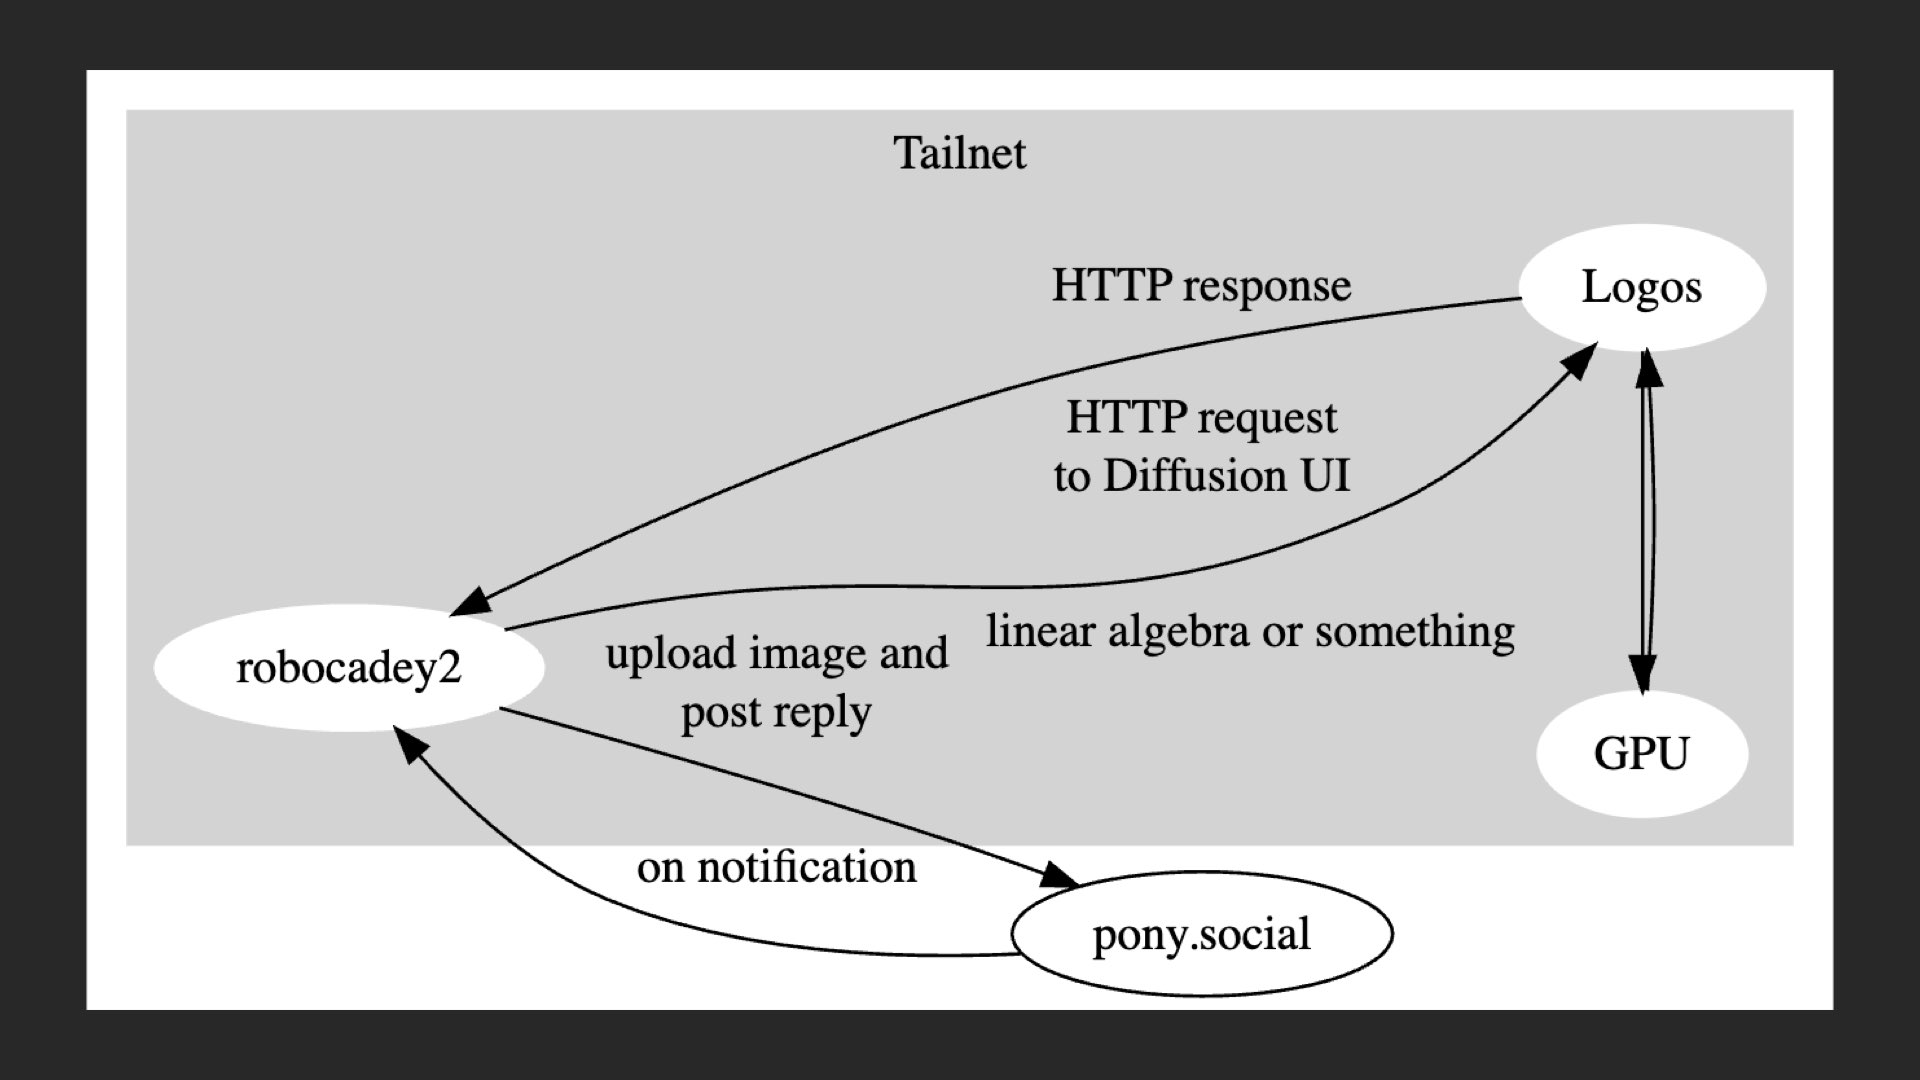 Tailnet
HTTP response
Logos
HTTP request
to Diffusion UI
linear algebra or something
upload image and
post reply
robocadey2
GPU
on notification
pony.social